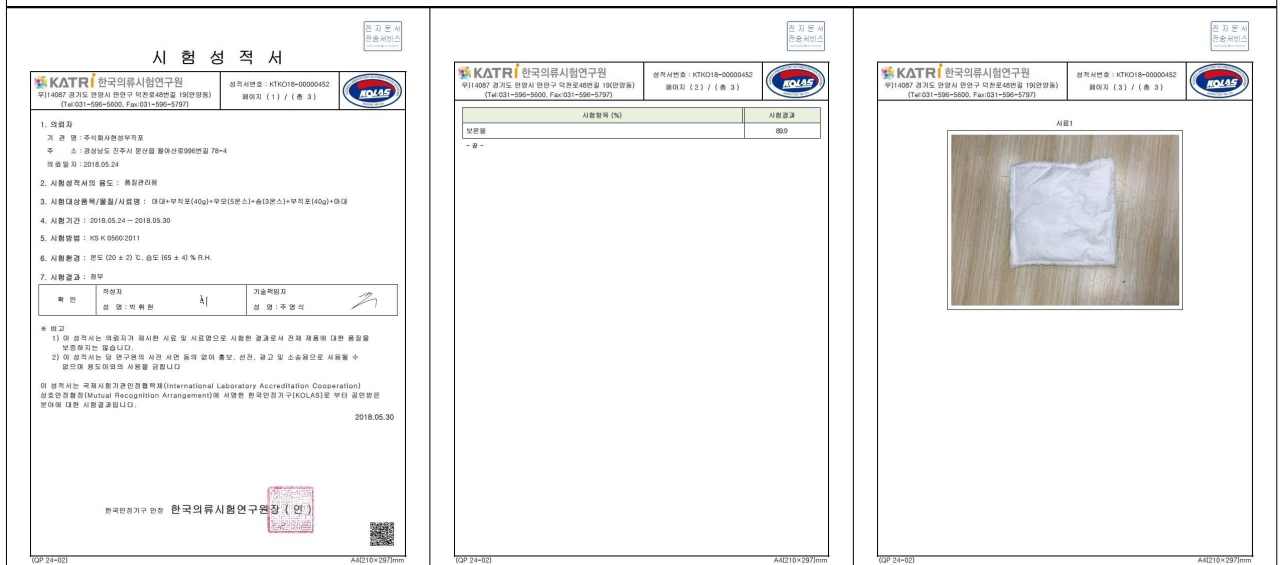 전자문서
전송서비스
시 험 성 적 서
KATRi 한국의류시험연구원
우)14087 경기도 안양시 만안구 덕천로48번길 19(안양동)
(Tel:031-596-5600, Fax:031-596-5797)
성적서번호 : KTKO18-00000452
페이지 ( 1 ) / ( 총 3 )
KOLAS
1. 의뢰자
기 관 명 : 주식회사현성부직포
주 소 : 경상남도 진주시 문산읍 월아산로996번길 78-4
의뢰일자 : 2018.05.24
2. 시험성적서의 용도 : 품질관리용
3. 시험대상품목/물질/시료명 : 마대+부직포(40g)+우모(5온스)+솜(3온스)+부직포(40g)+마대
4. 시험기간 : 2018.05.24 ~ 2018.05.30
5. 시험방법 : KS K 0560:2011
6. 시험환경 : 온도 (20 ± 2) ℃, 습도 (65 ± 4) % R.H.
7. 시험결과 : 첨부
확 인
작성자
성 명 : 박휘현
기술책임자
성 명 : 주영식
※ 비고
1) 이 성적서는 의뢰자가 제시한 시료 및 시료명으로 시험한 결과로서 전체 제품에 대한 품질을
보증하지는 않습니다.
2) 이 성적서는 당 연구원의 사전 서면 동의 없이 홍보, 선전, 광고 및 소송용으로 사용될 수
없으며 용도이외의 사용을 금합니다
이 성적서는 국제시험기관인정협력체(International Laboratory Accreditation Cooperation)
상호인정협정(Mutual Recognition Arrangement)에 서명한 한국인정기구(KOLAS)로 부터 공인받은
분야에 대한 시험결과입니다.
2018.05.30
한국인정기구 인정 한국의류시험연구원장 ( 인 )
(QP 24-02)
A4(210×297)mm
전자문서
전송서비스
KATRi 한국의류시험연구원
우)14087 경기도 안양시 만안구 덕천로48번길 19(안양동)
(Tel:031-596-5600, Fax:031-596-5797)
성적서번호 : KTKO18-00000452
페이지 ( 2 ) / ( 총 3 )
KOLAS
시험항목 (%)
시험결과
보온율
89.9
- 끝 -
(QP 24-02)
A4(210×297)mm
전자문서
전송서비스
KATRi 한국의류시험연구원
우)14087 경기도 안양시 만안구 덕천로48번길 19(안양동)
(Tel:031-596-5600, Fax:031-596-5797)
성적서번호 : KTKO18-00000452
페이지 ( 3 ) / ( 총 3 )
KOLAS
시료1
(QP 24-02)
A4(210×297)mm